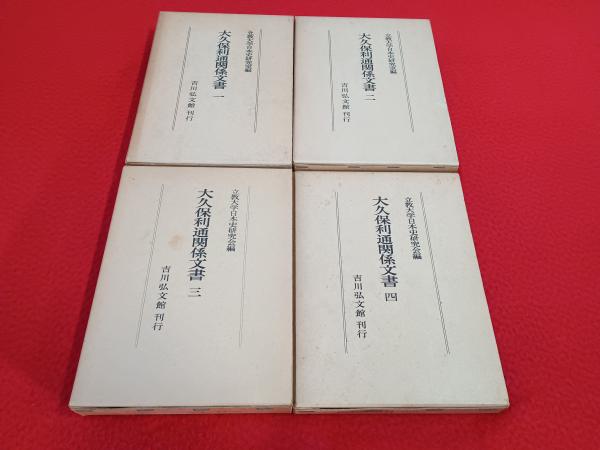 立教大学日本史研究室編
大久保利通関係文書 一
吉川弘文館 刊行
立教大学日本史研究室編
大久保利通関係文書 二
吉川弘文館 刊行
立教大学日本史研究会編
大久保利通関係文書 三
吉川弘文館 刊行
立教大学日本史研究会編
大久保利通関係文書 四
吉川弘文館 刊行